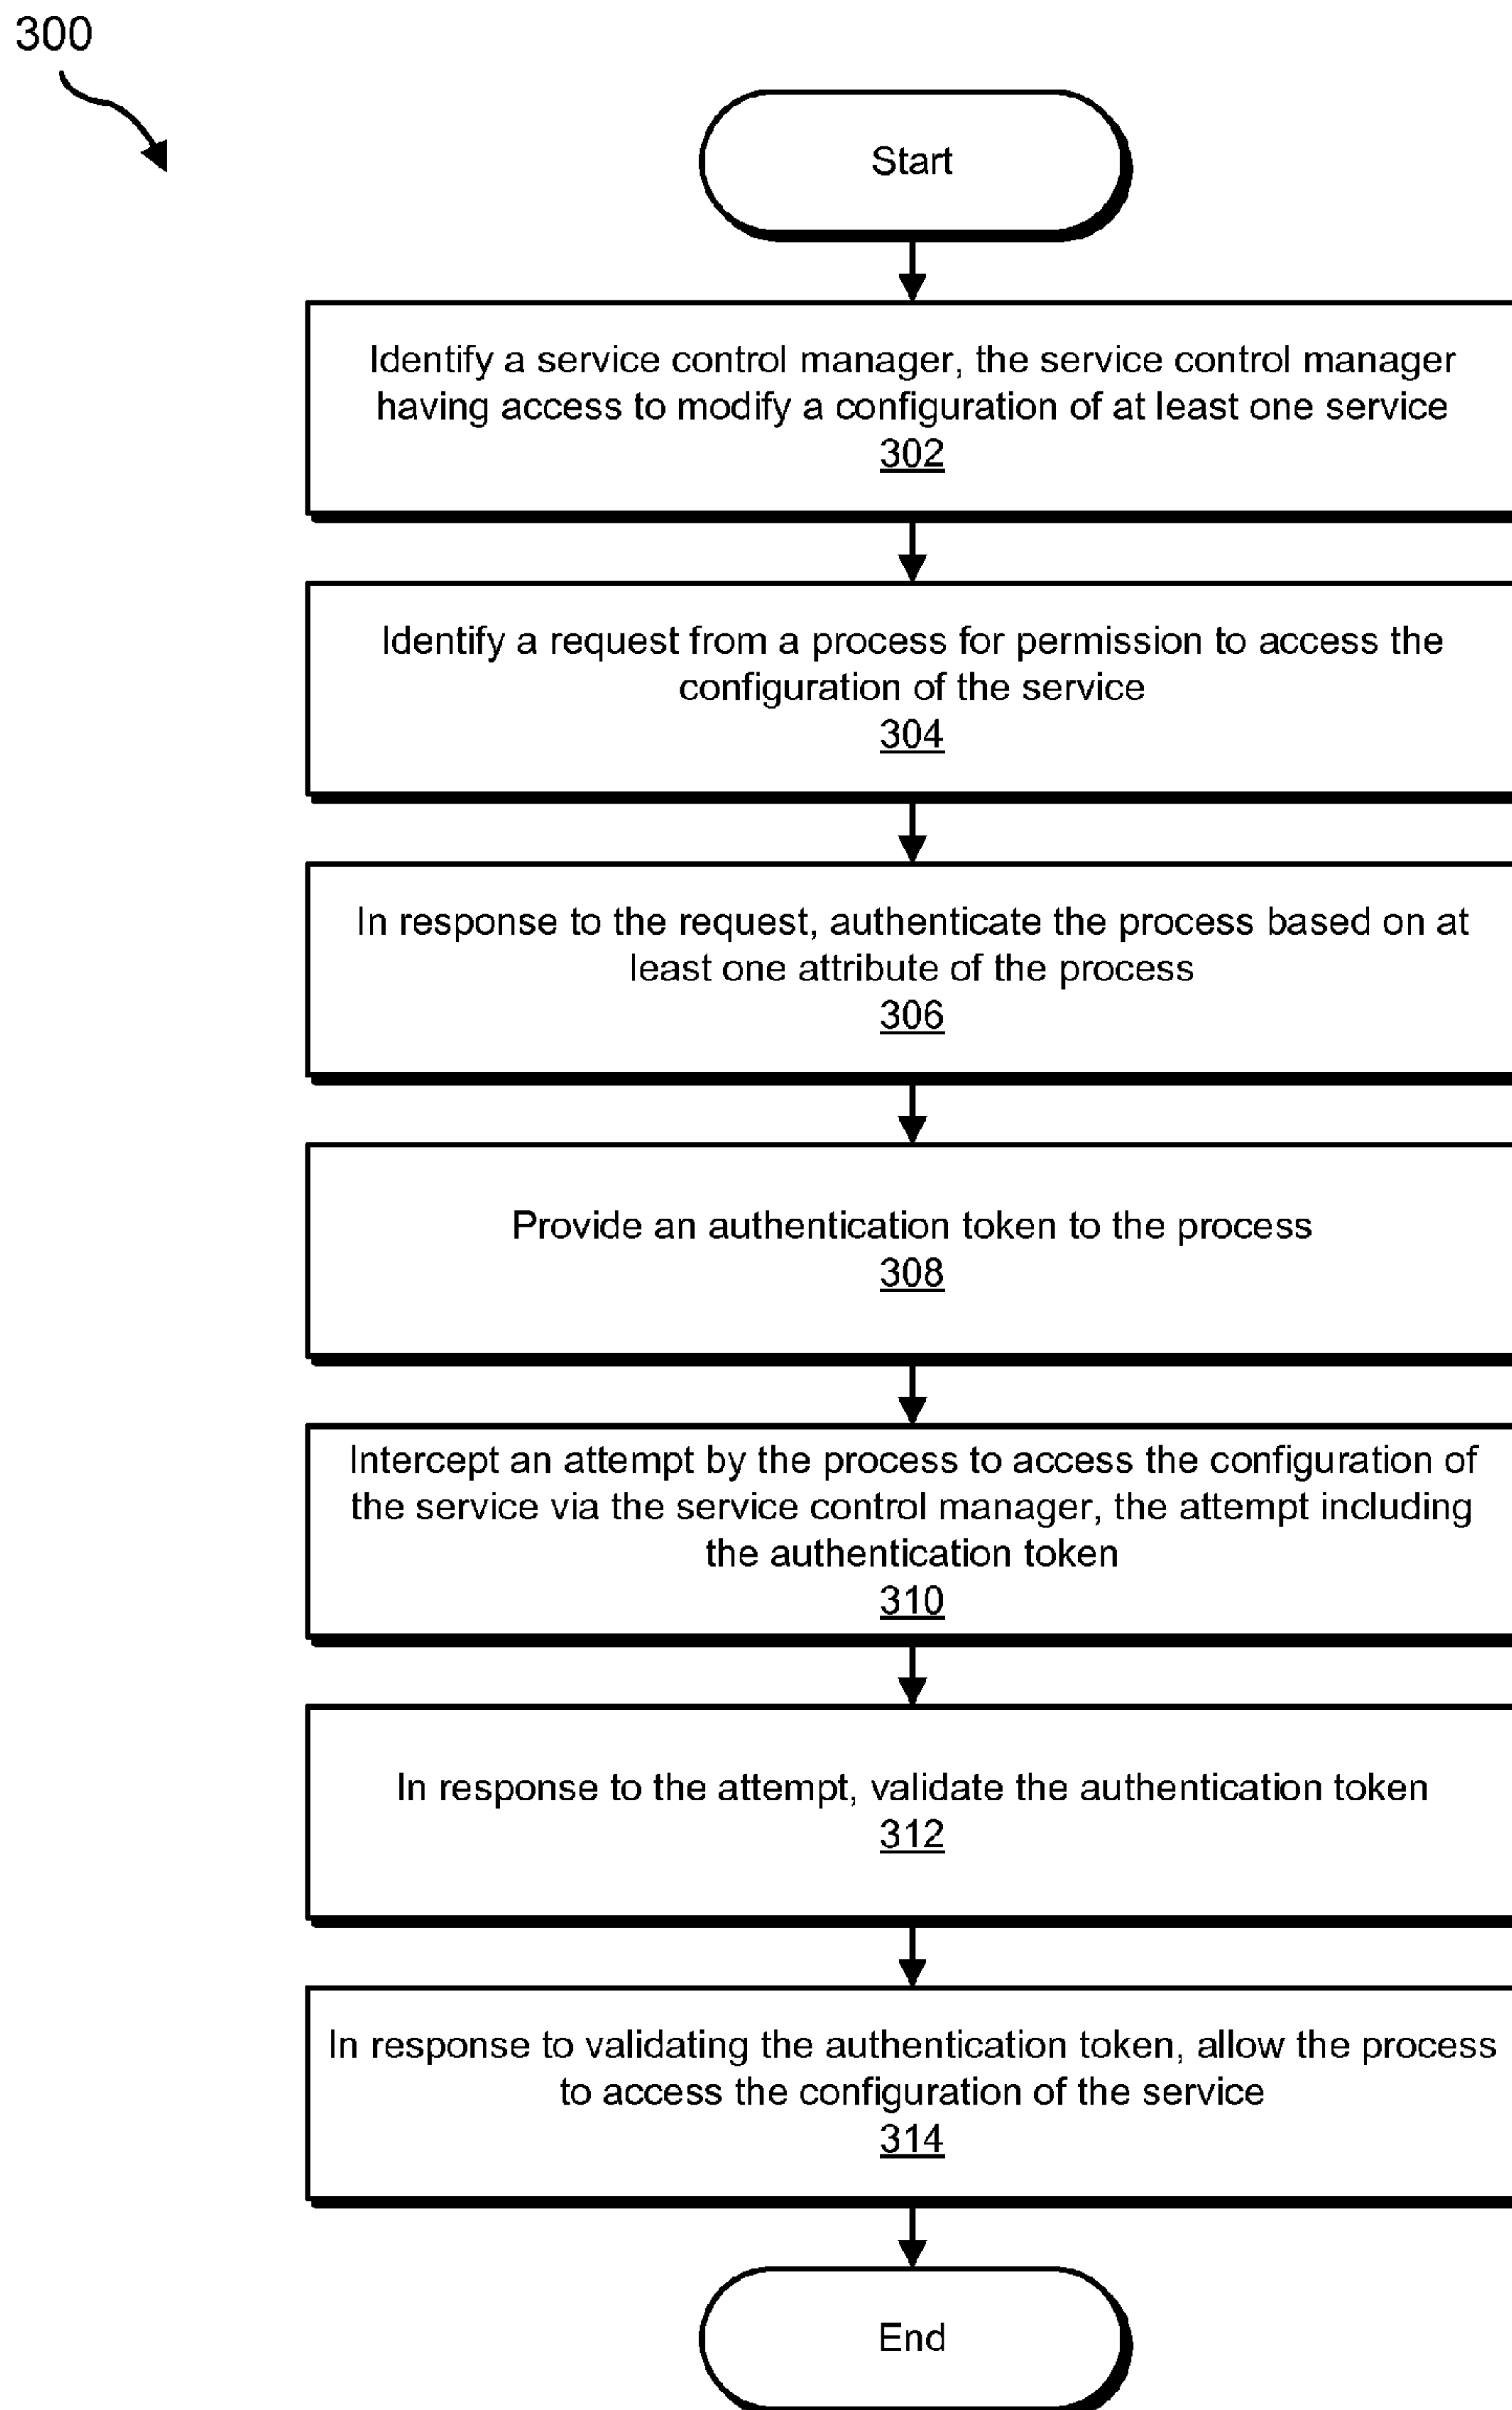 300
Start
Identify a service control manager, the service control manager
having access to modify a configuration of at least one service
302
Identify a request from a process for permission to access the
configuration of the service
304
In response to the request, authenticate the process based on at
least one attribute of the process
306
Provide an authentication token to the process
308
Intercept an attempt by the process to access the configuration of
the service via the service control manager, the attempt including
the authentication token
310
In response to the attempt, validate the authentication token
312
In response to validating the authentication token, allow the process
to access the configuration of the service
314
End